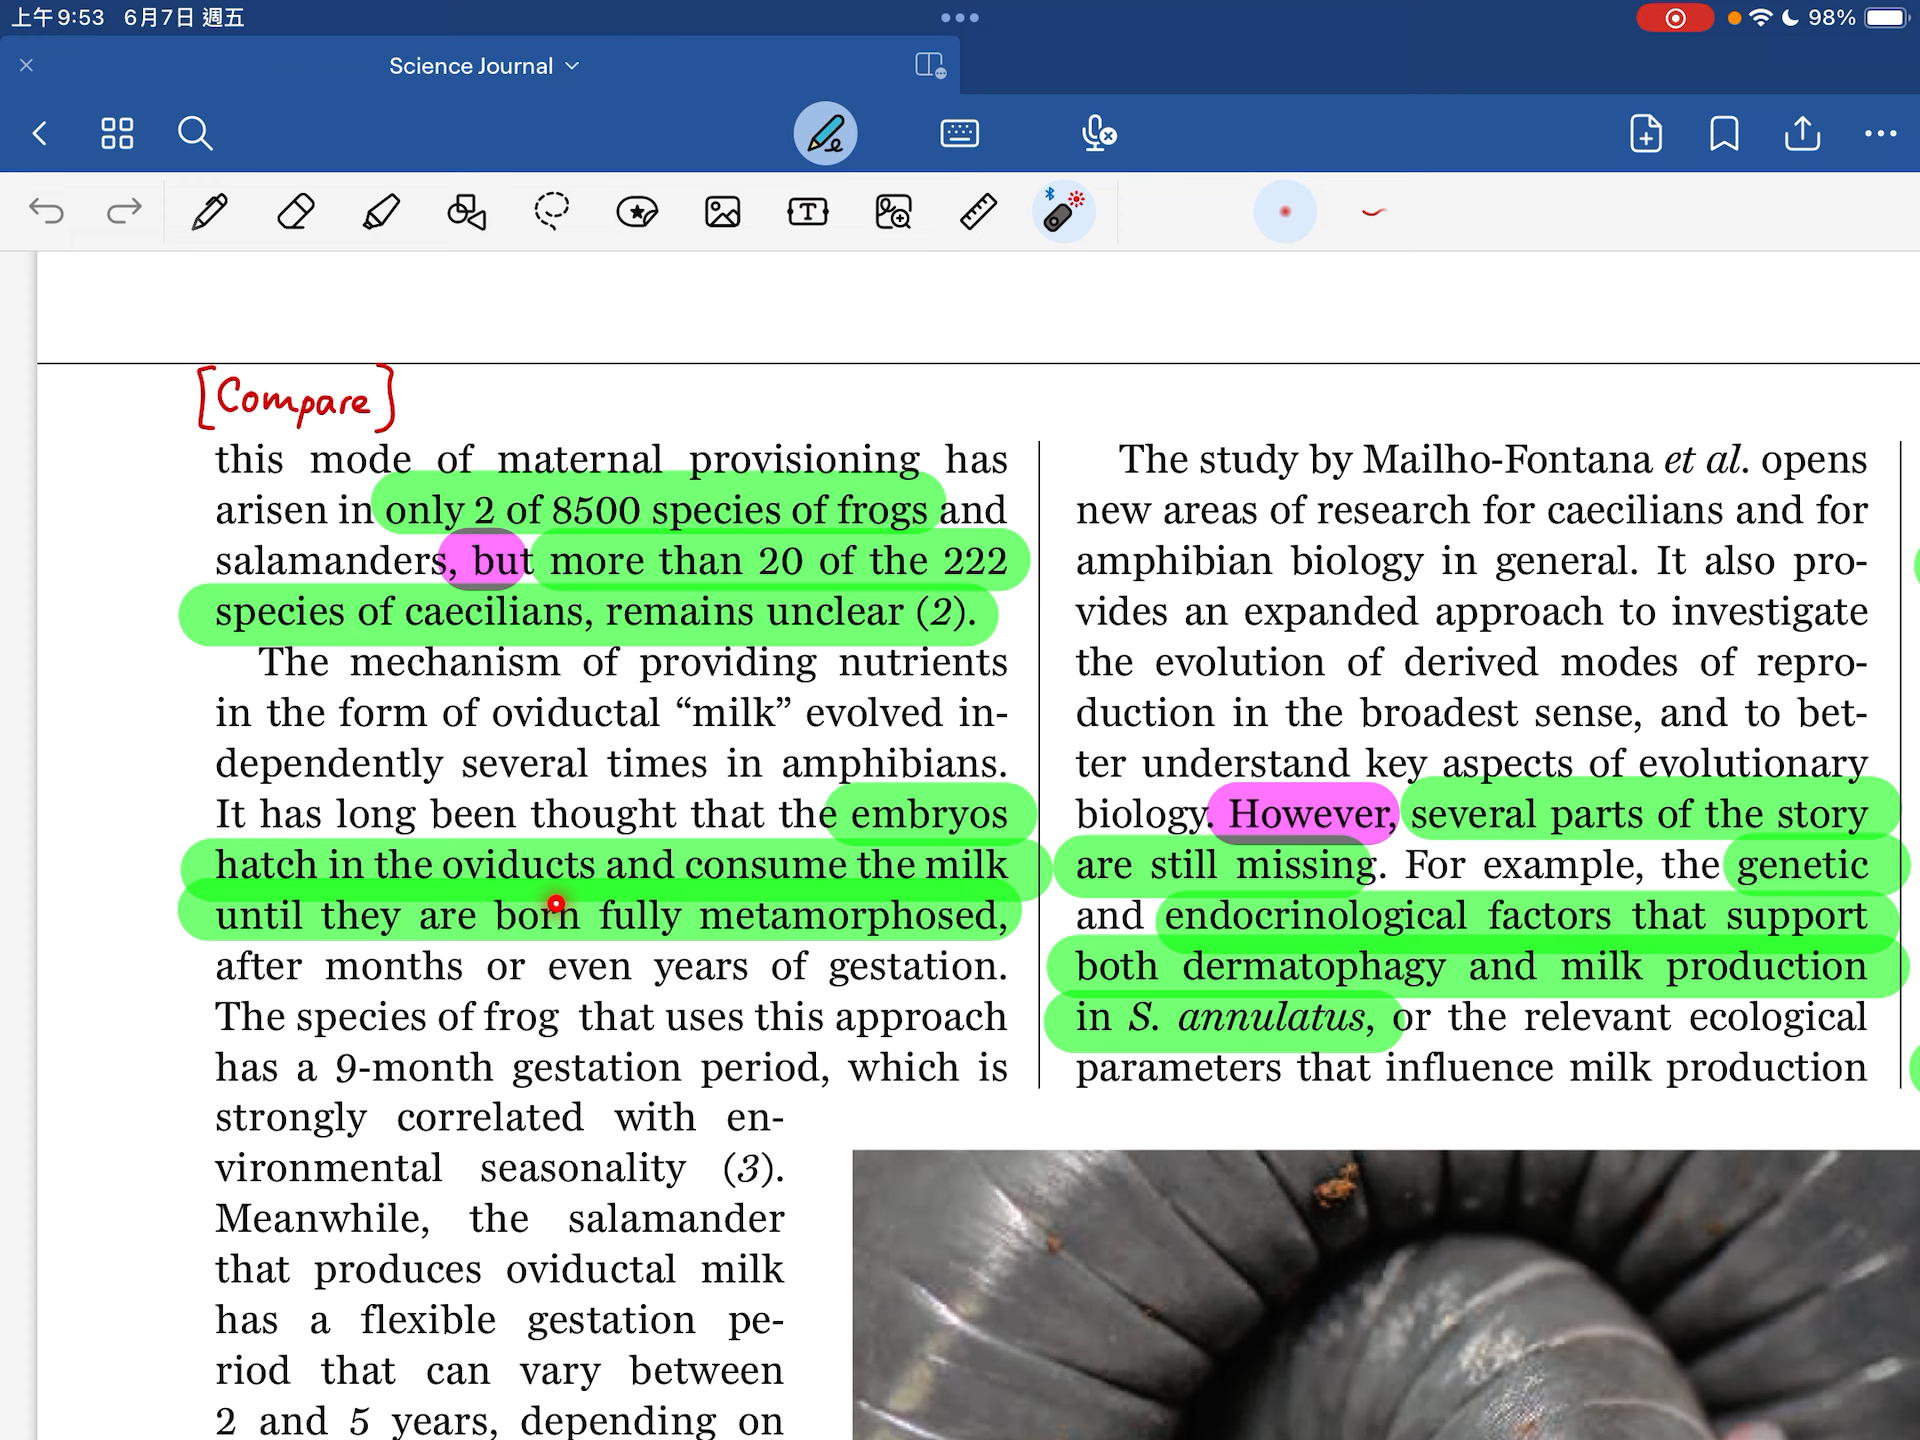 上午9:53 6月7日 週五
98%
Science Journal
[Compare]
this mode of maternal provisioning has
arisen in only 2 of 8500 species of frogs and
salamanders, but more than 20 of the 222
species of caecilians, remains unclear (2).
The mechanism of providing nutrients
in the form of oviductal “milk” evolved in-
dependently several times in amphibians.
It has long been thought that the embryos
hatch in the oviducts and consume the milk
until they are born fully metamorphosed,
after months or even years of gestation.
The species of frog that uses this approach
has a 9-month gestation period, which is
strongly correlated with en-
vironmental seasonality (3).
Meanwhile, the salamander
that produces oviductal milk
has a flexible gestation pe-
riod that can vary between
2 and 5 years, depending on
The study by Mailho-Fontana et al. opens
new areas of research for caecilians and for
amphibian biology in general. It also pro-
vides an expanded approach to investigate
the evolution of derived modes of repro-
duction in the broadest sense, and to bet-
ter understand key aspects of evolutionary
biology. However, several parts of the story
are still missing. For example, the genetic
and endocrinological factors that support
both dermatophagy and milk production
in S. annulatus, or the relevant ecological
parameters that influence milk production